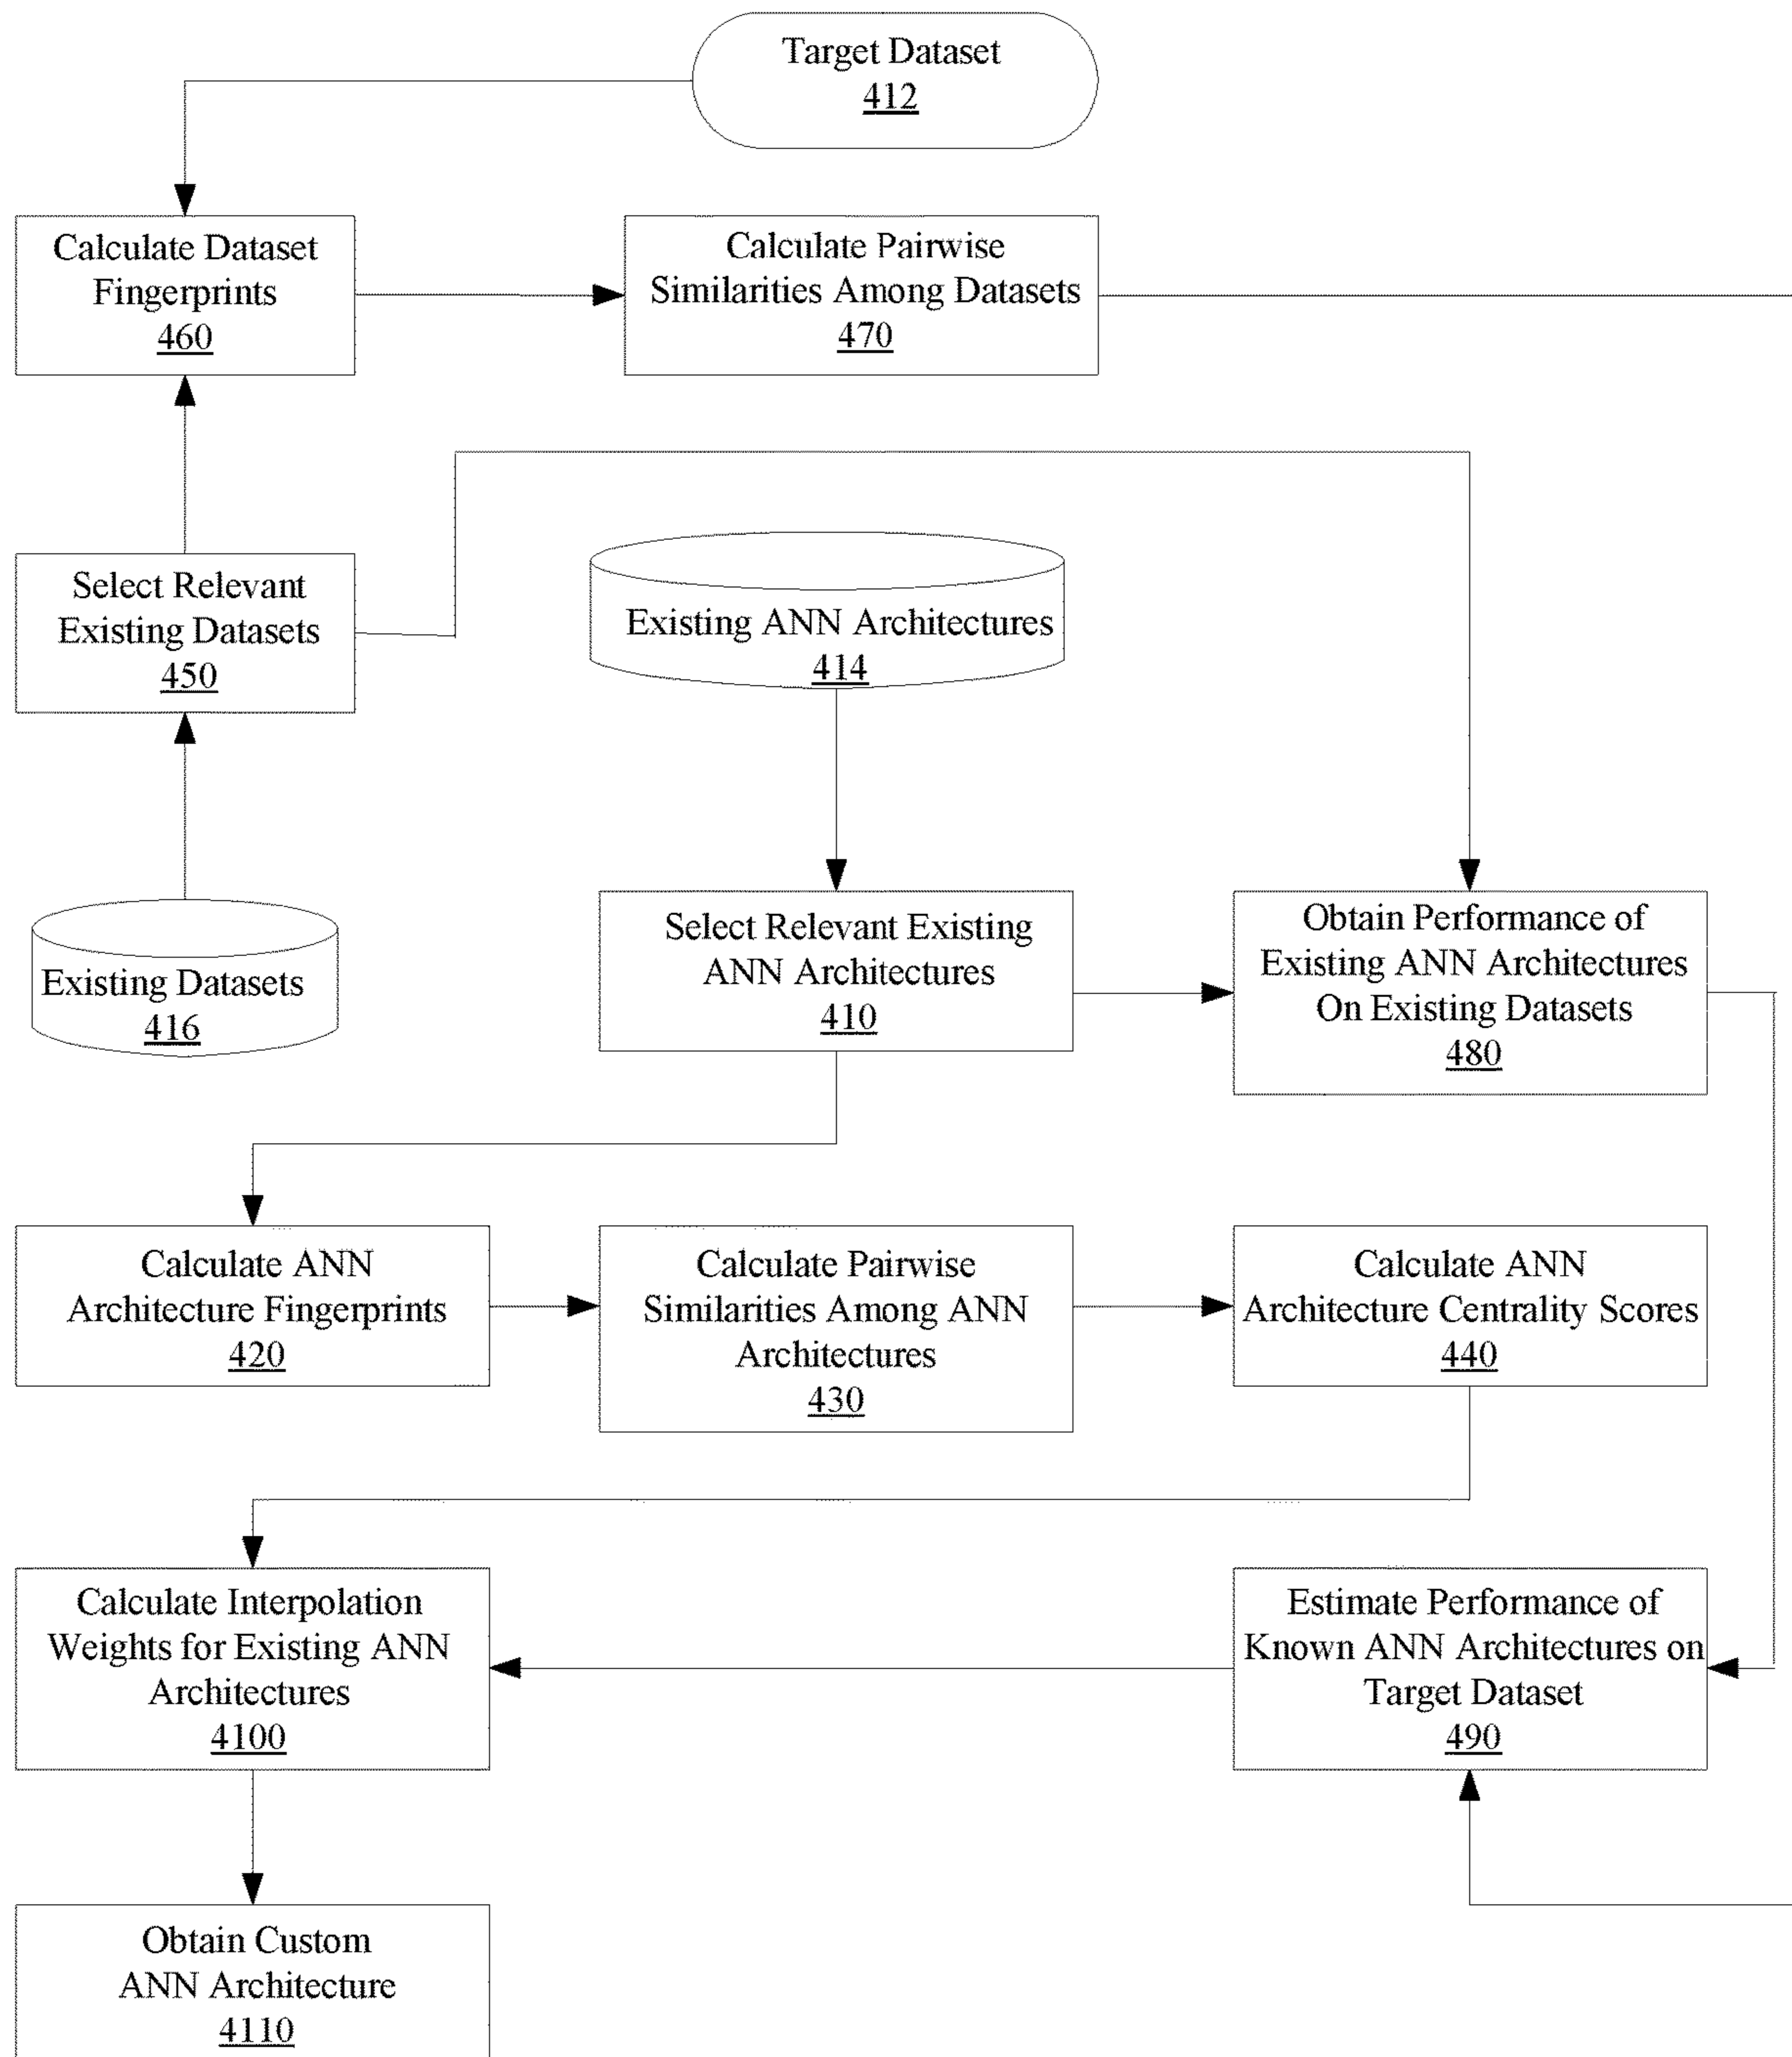 Target Dataset
412
Calculate Dataset
Fingerprints
460
Calculate Pairwise
Similarities Among Datasets
470
Select Relevant
Existing Datasets
450
Existing ANN Architectures
414
Existing Datasets
416
Select Relevant Existing
ANN Architectures
410
Obtain Performance of
Existing ANN Architectures
On Existing Datasets
480
Calculate ANN
Architecture Fingerprints
420
Calculate Pairwise
Similarities Among ANN
Architectures
430
Calculate ANN
Architecture Centrality Scores
440
Calculate Interpolation
Weights for Existing ANN
Architectures
4100
Estimate Performance of
Known ANN Architectures on
Target Dataset
490
Obtain Custom
ANN Architecture
4110